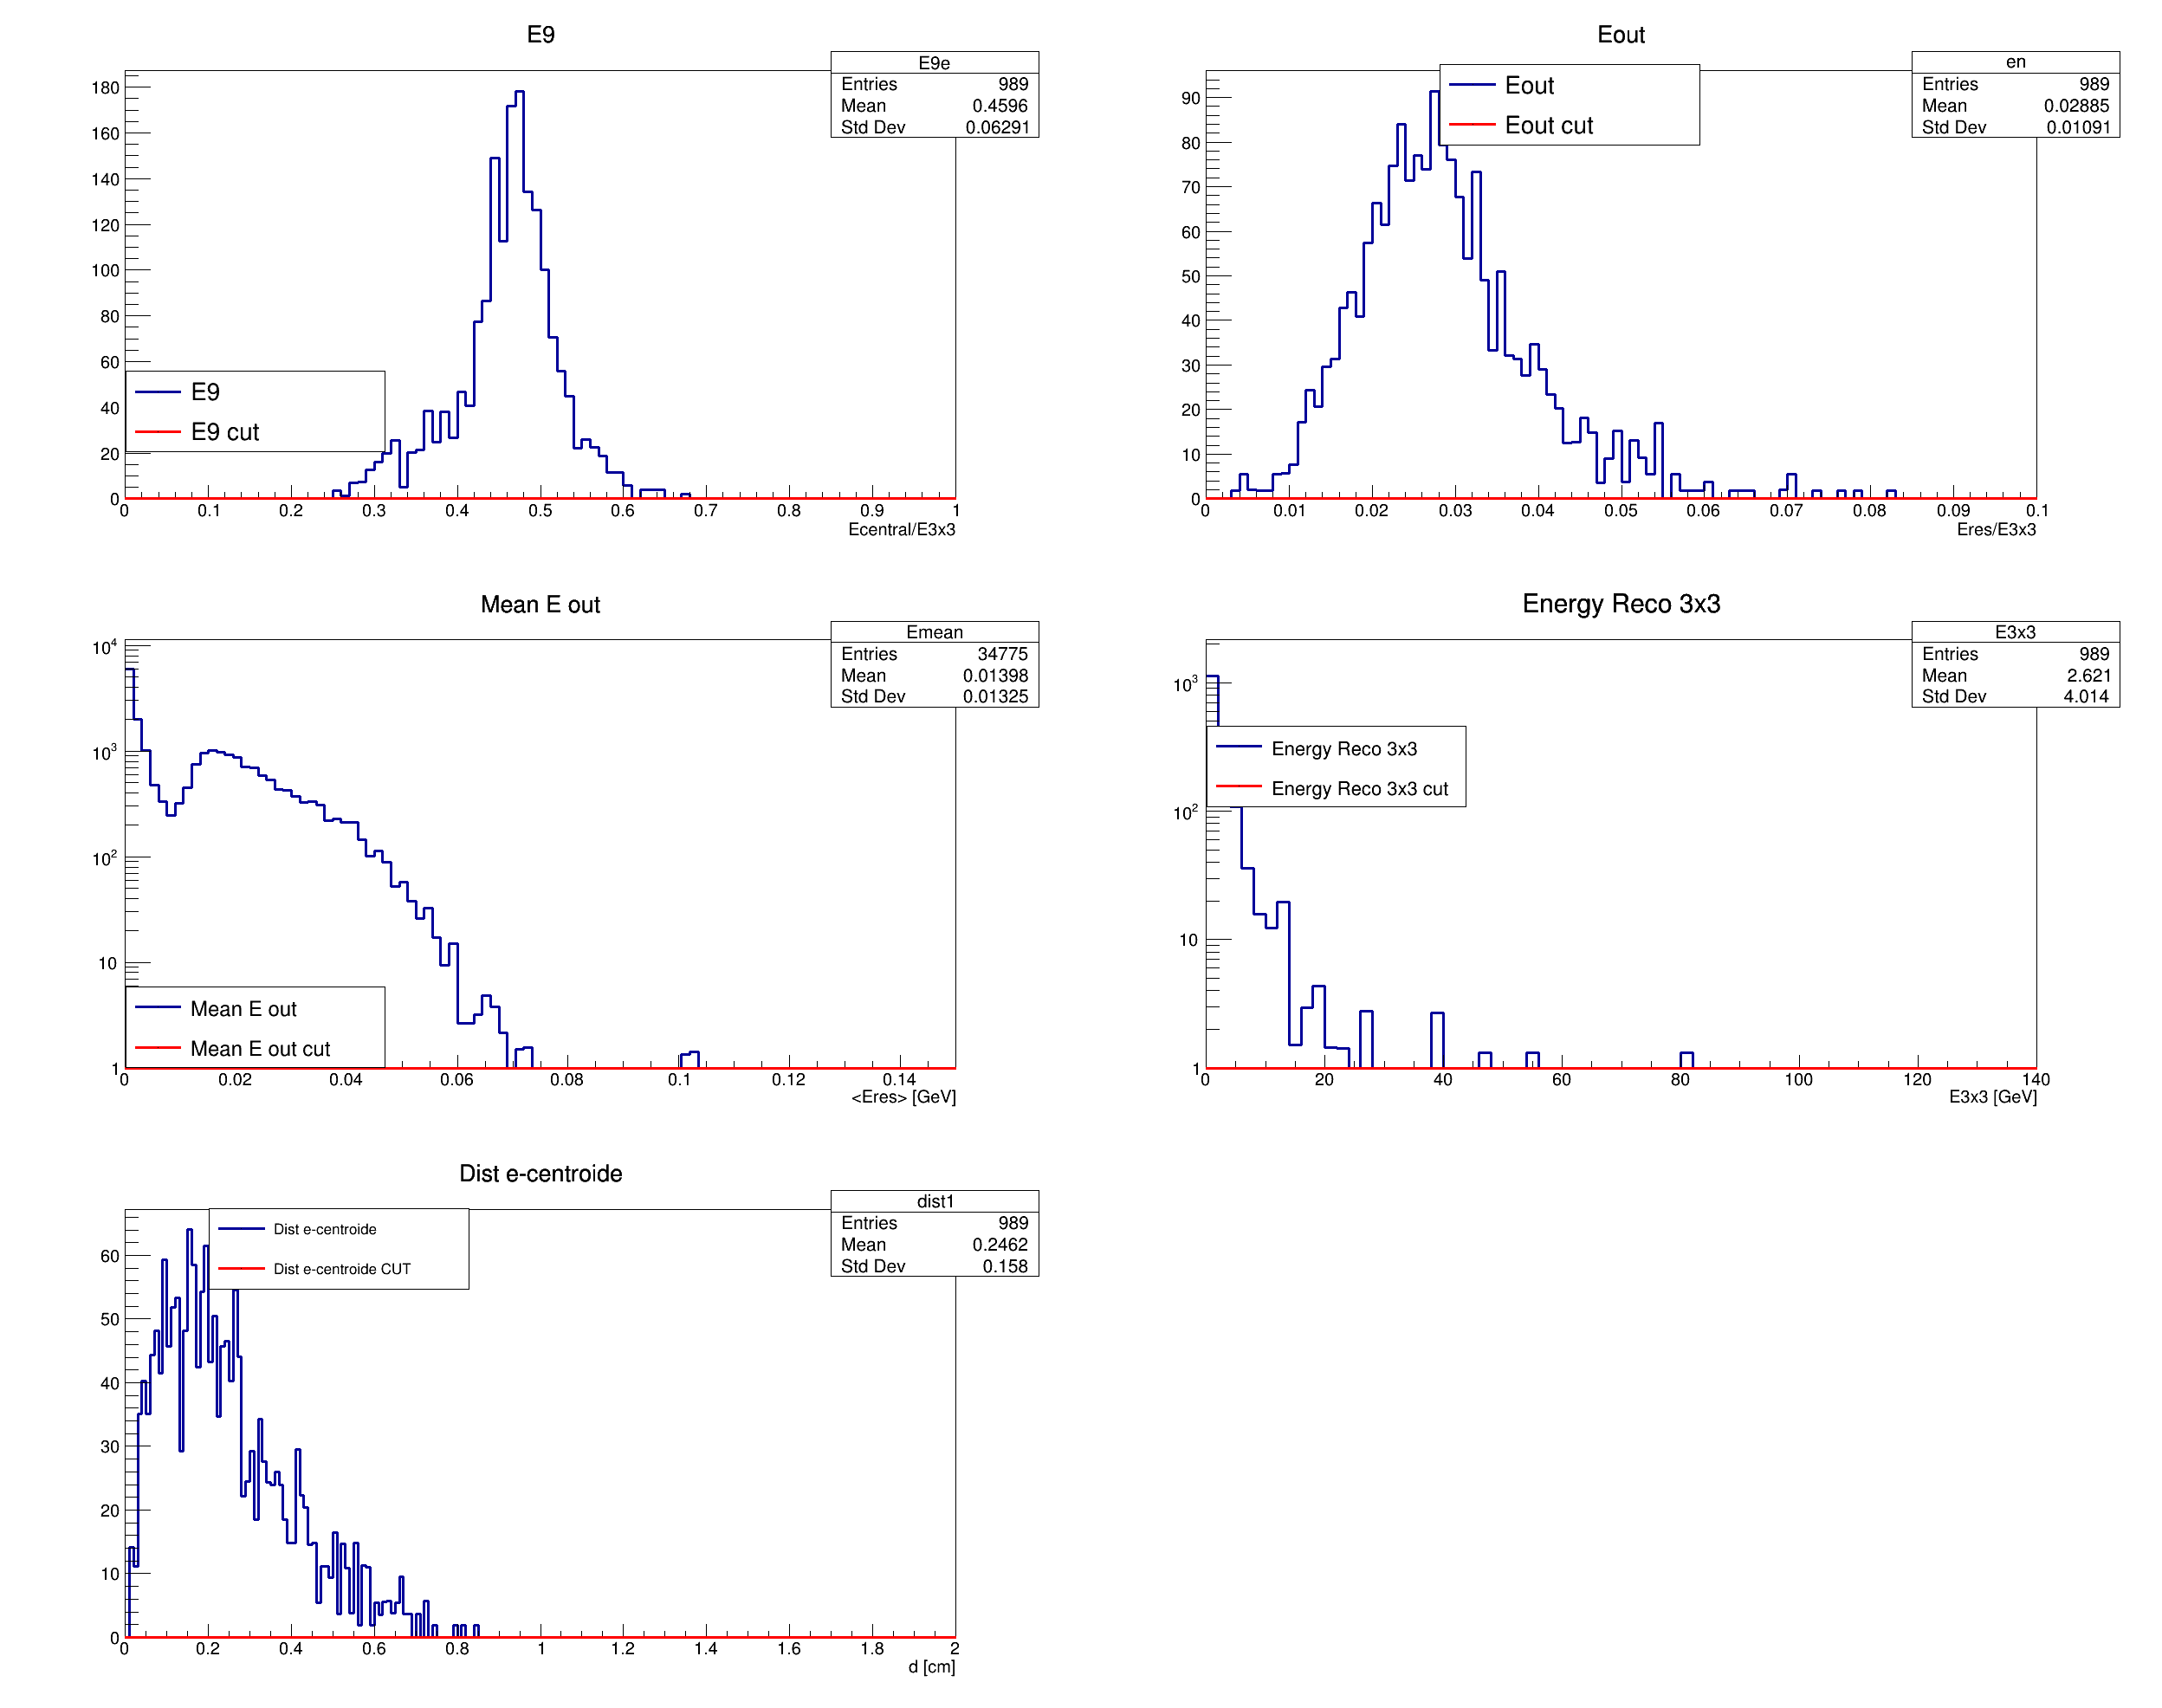 E9
E9e
Entries 989
Mean 0.4596
Std Dev 0.06291
180
160
140
120
100
80
60
40
20
0
E9
E9 cut
0 0.1 0.2 0.3 0.4 0.5 0.6 0.7 0.8 0.9 1
Ecentral/E3x3
Eout
en
Entries 989
Mean 0.02885
Std Dev 0.01091
Eout
Eout cut
90
80
70
60
50
40
30
20
10
0
0 0.01 0.02 0.03 0.04 0.05 0.06 0.07 0.08 0.09 0.1
Eres/E3x3
Mean E out
Emean
Entries 34775
Mean 0.01398
Std Dev 0.01325
10⁴
10³
10²
10
1
Mean E out
Mean E out cut
0 0.02 0.04 0.06 0.08 0.1 0.12 0.14
<Eres> [GeV]
Energy Reco 3x3
E3x3
Entries 989
Mean 2.621
Std Dev 4.014
10³
10²
10
1
Energy Reco 3x3
Energy Reco 3x3 cut
0 20 40 60 80 100 120 140
E3x3 [GeV]
Dist e-centroide
dist1
Entries 989
Mean 0.2462
Std Dev 0.158
Dist e-centroide
Dist e-centroide CUT
60
50
40
30
20
10
0
0 0.2 0.4 0.6 0.8 1 1.2 1.4 1.6 1.8 2
d [cm]